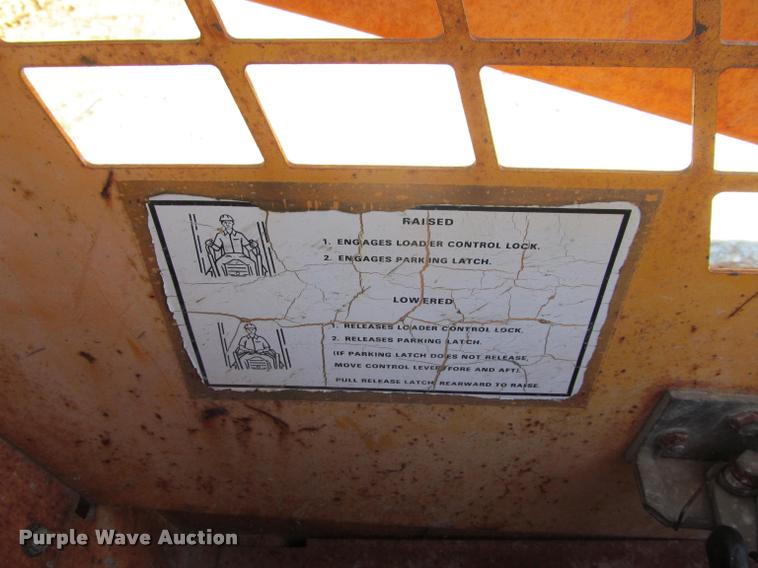 RAISED
1. ENGAGES LOADER CONTROL LOCK.
2. ENGAGES PARKING LATCH.
LOWERED
1. RELEASES LOADER CONTROL LOCK.
2. RELEASES PARKING LATCH.
(IF PARKING LATCH DOES NOT RELEASE,
MOVE CONTROL LEVER FORE AND AFT).
PULL RELEASE LATCH REARWARD TO RAISE.
Purple Wave Auction